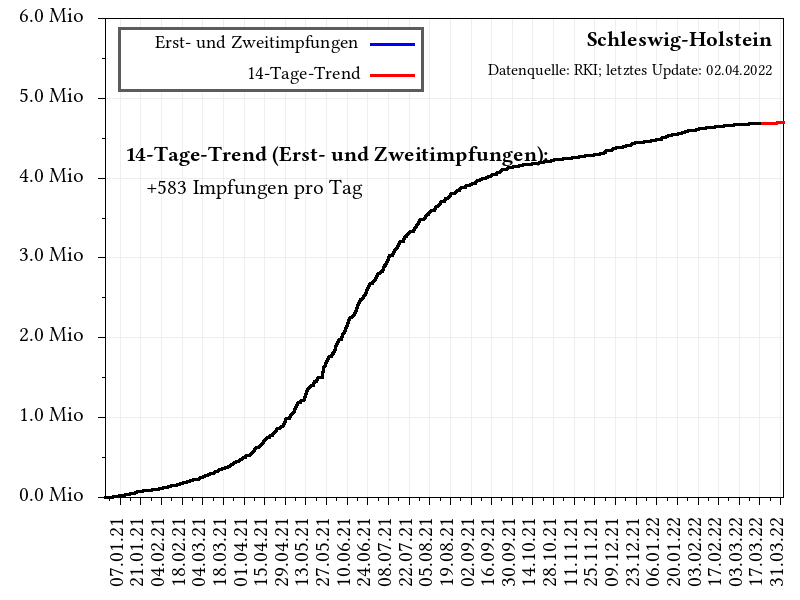 6.0 Mio
5.0 Mio
4.0 Mio
3.0 Mio
2.0 Mio
1.0 Mio
0.0 Mio
Erst- und Zweitimpfungen
14-Tage-Trend
Schleswig-Holstein
Datenquelle: RKI; letztes Update: 02.04.2022
14-Tage-Trend (Erst- und Zweitimpfungen):
+583 Impfungen pro Tag
07.01.21
21.01.21
04.02.21
18.02.21
04.03.21
18.03.21
01.04.21
15.04.21
29.04.21
13.05.21
27.05.21
10.06.21
24.06.21
08.07.21
22.07.21
05.08.21
19.08.21
02.09.21
16.09.21
30.09.21
14.10.21
28.10.21
11.11.21
25.11.21
09.12.21
23.12.21
06.01.22
20.01.22
03.02.22
17.02.22
03.03.22
17.03.22
31.03.22